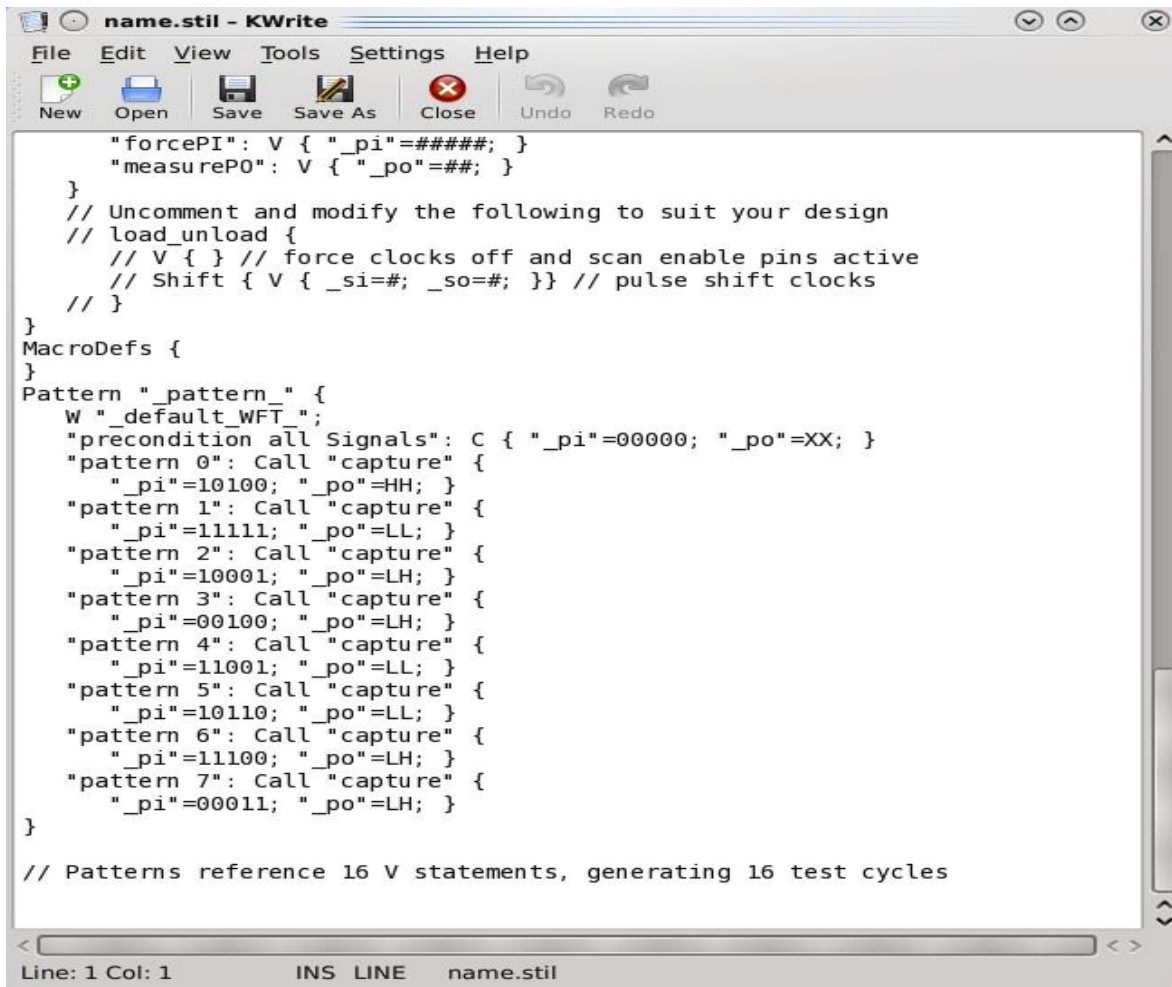 name.stil - KWrite
File Edit View Tools Settings Help
New Open Save Save As Close Undo Redo
"forcePI": V { "_pi"=#####; }
"measurePO": V { "_po"=##; }
}
// Uncomment and modify the following to suit your design
// load_unload {
// V { } // force clocks off and scan enable pins active
// Shift { V { _si=#; _so=#; }} // pulse shift clocks
// }
}
MacroDefs {
}
Pattern "_pattern_" {
W "_default_WFT_";
"precondition all Signals": C { "_pi"=00000; "_po"=XX; }
"pattern 0": Call "capture" {
"_pi"=10100; "_po"=HH; }
"pattern 1": Call "capture" {
"_pi"=11111; "_po"=LL; }
"pattern 2": Call "capture" {
"_pi"=10001; "_po"=LH; }
"pattern 3": Call "capture" {
"_pi"=00100; "_po"=LH; }
"pattern 4": Call "capture" {
"_pi"=11001; "_po"=LL; }
"pattern 5": Call "capture" {
"_pi"=10110; "_po"=LL; }
"pattern 6": Call "capture" {
"_pi"=11100; "_po"=LH; }
"pattern 7": Call "capture" {
"_pi"=00011; "_po"=LH; }
}
// Patterns reference 16 V statements, generating 16 test cycles
Line: 1 Col: 1 INS LINE name.stil